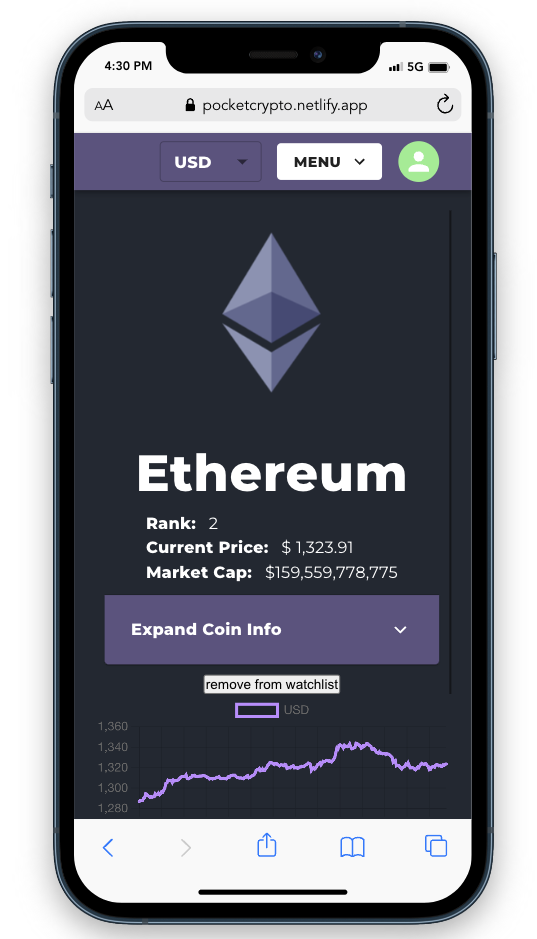 4:30 PM 5G
AA pocketcrypto.netlify.app
USD MENU
Ethereum
Rank: 2
Current Price: $ 1,323.91
Market Cap: $159,559,778,775
Expand Coin Info
remove from watchlist
USD
1,360
1,340
1,320
1,300
1,280